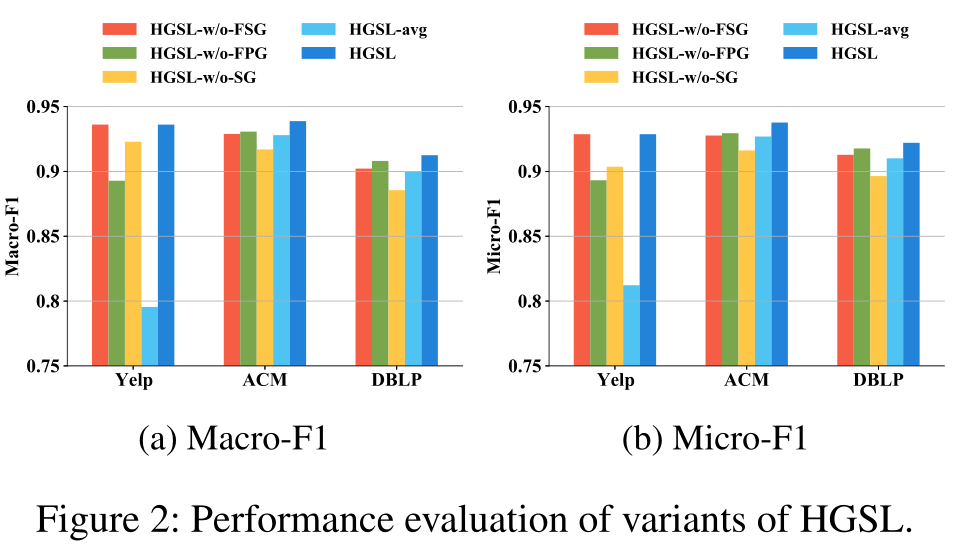 HGSL-w/o-FSG
HGSL-avg
HGSL-w/o-FPG
HGSL
HGSL-w/o-SG
0.95
0.9
0.85
0.8
0.75
Macro-F1
Yelp
ACM
DBLP
(a) Macro-F1
HGSL-w/o-FSG
HGSL-avg
HGSL-w/o-FPG
HGSL
HGSL-w/o-SG
0.95
0.9
0.85
0.8
0.75
Micro-F1
Yelp
ACM
DBLP
(b) Micro-F1
Figure 2: Performance evaluation of variants of HGSL.